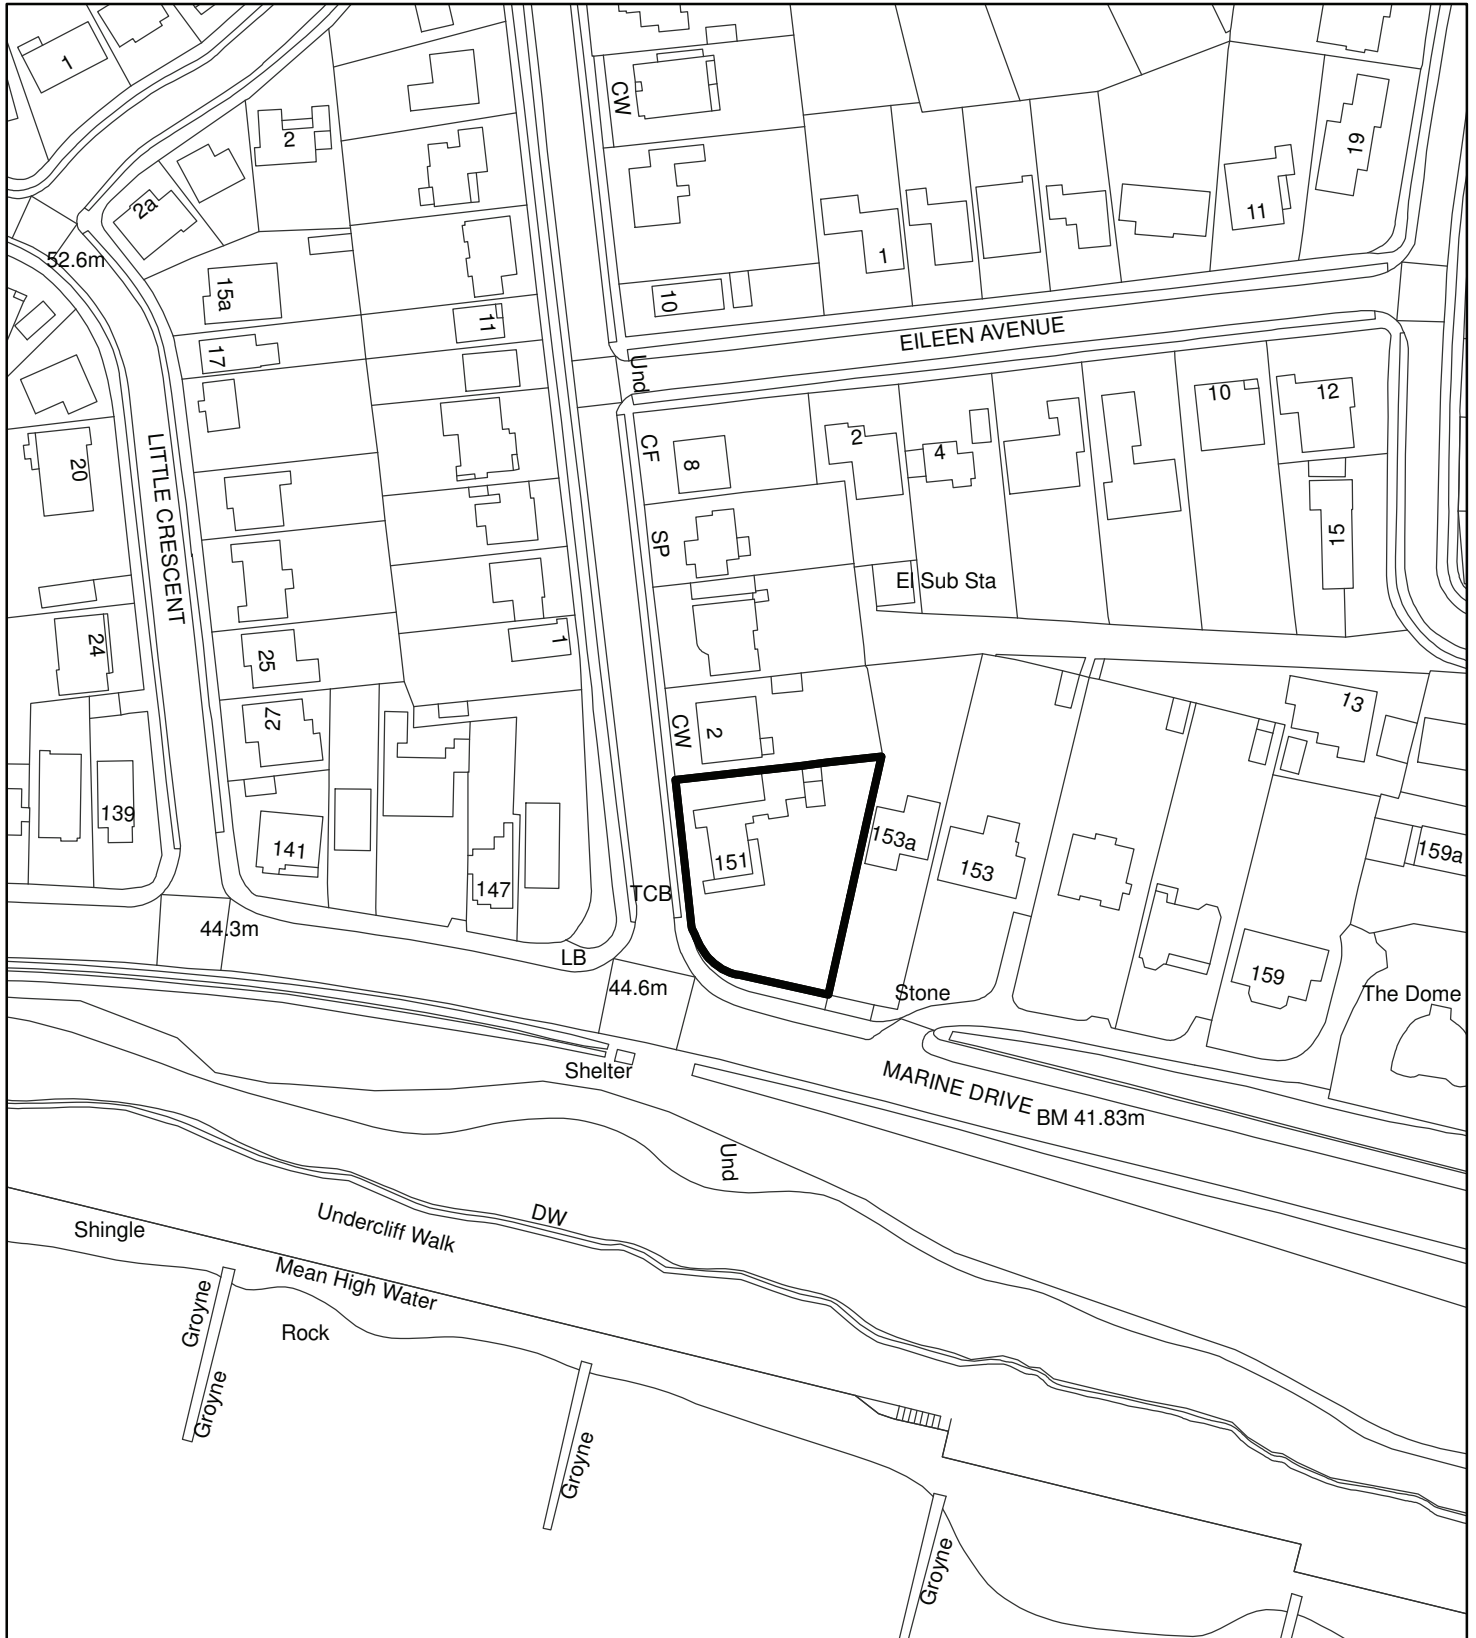 1
2
2a
CW
19
11
1
52.6m
15a
10
11
17
EILEEN AVENUE
Und
CF
8
2
4
10
12
20
LITTLE CRESCENT
SP
15
El Sub Sta
24
25
1
27
CW
2
13
139
141
147
151
153a
153
159a
TCB
44.3m
LB
44.6m
Stone
159
The Dome
Shelter
MARINE DRIVE
BM 41.83m
Und
DW
Undercliff Walk
Shingle
Mean High Water
Groyne
Rock
Groyne
Groyne
Groyne